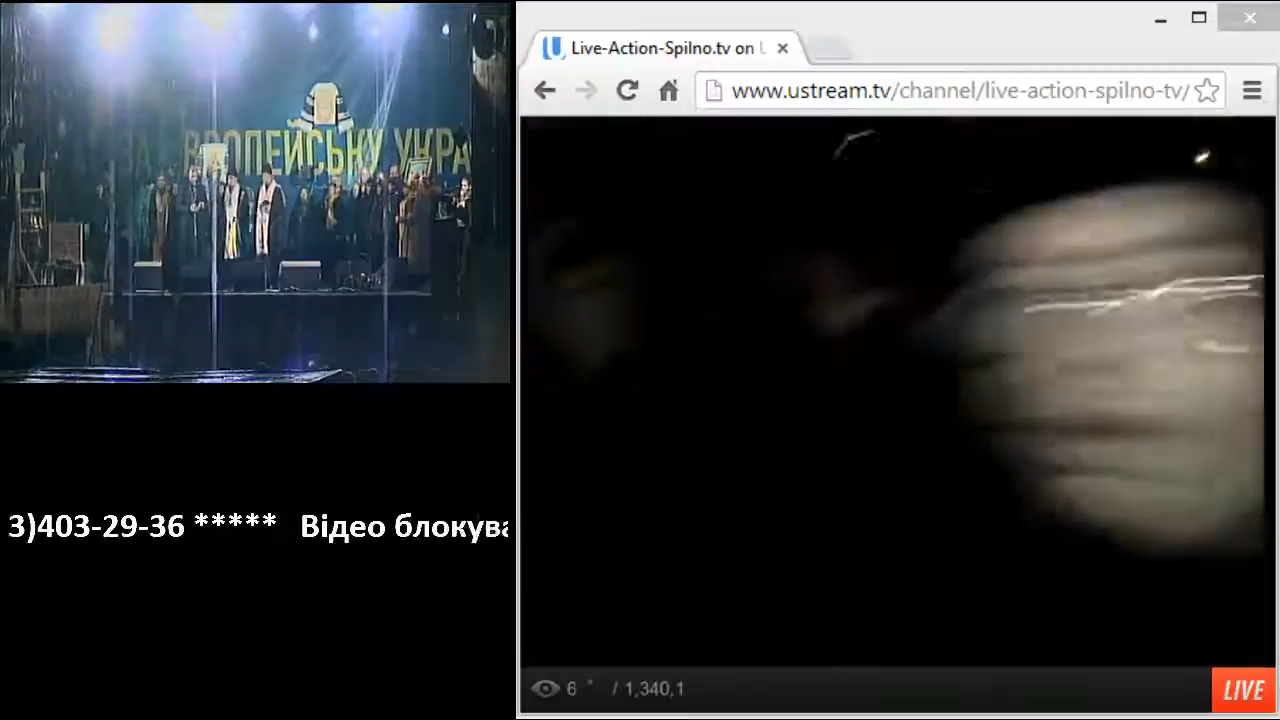 ВРОПЕЙСЬКУ УКРА
3)403-29-36 ***** Відео блокува
Live-Action-Spilno.tv on
www.ustream.tv/channel/live-action-spilno-tv/
6 / 1,340,1
LIVE